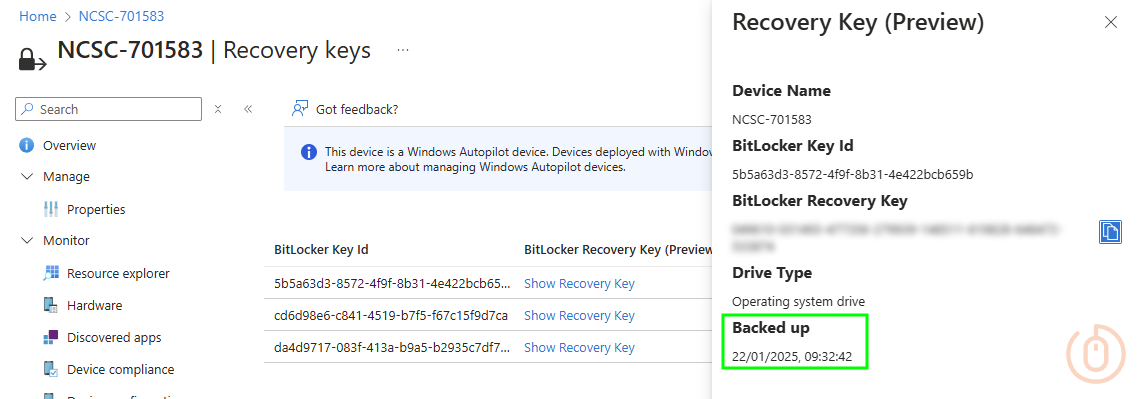 Home > NCSC-701583
NCSC-701583 | Recovery keys ...
Search
Overview
Manage
Properties
Monitor
Resource explorer
Hardware
Discovered apps
Device compliance
Got feedback?
This device is a Windows Autopilot device. Devices deployed with Window
Learn more about managing Windows Autopilot devices.
BitLocker Key Id BitLocker Recovery Key (Preview
5b5a63d3-8572-4f9f-8b31-4e422bcb65... Show Recovery Key
cd6d98e6-c841-4519-b7f5-f67c15f9d7ca Show Recovery Key
da4d9717-083f-413a-b9a5-b2935c7df7... Show Recovery Key
Recovery Key (Preview)
Device Name
NCSC-701583
BitLocker Key Id
5b5a63d3-8572-4f9f-8b31-4e422bcb659b
BitLocker Recovery Key
Drive Type
Operating system drive
Backed up
22/01/2025, 09:32:42